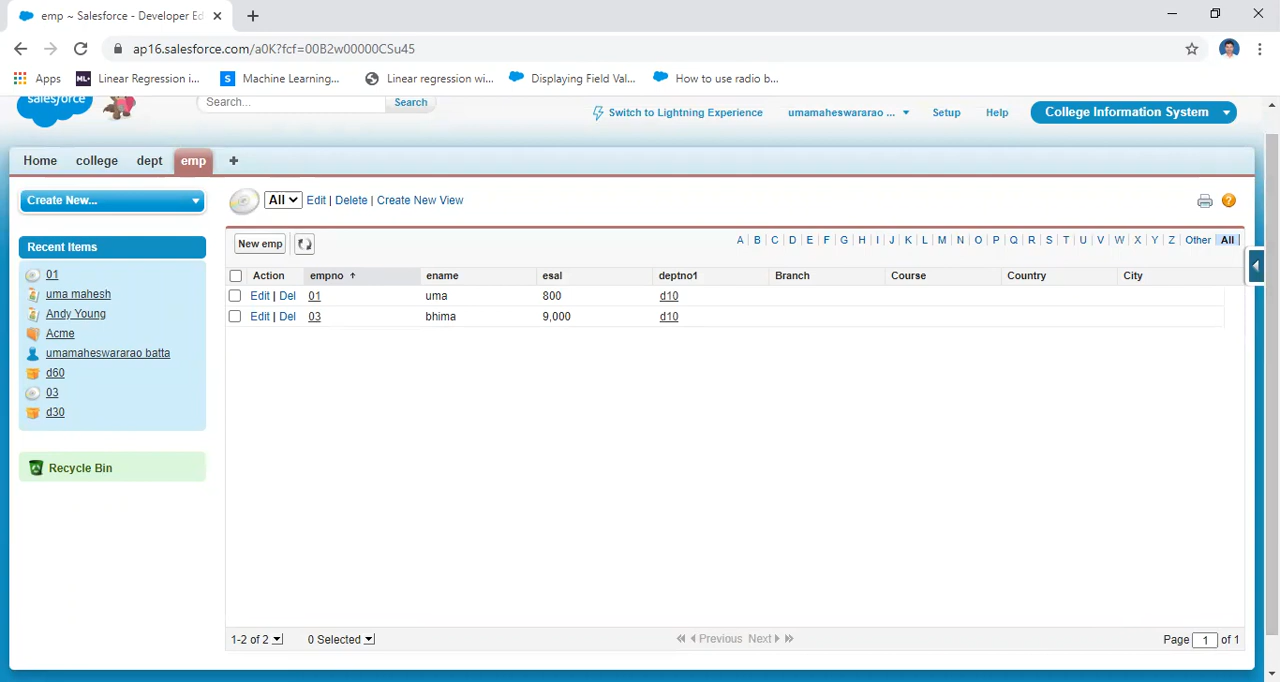 emp ~ Salesforce - Developer Ed
ap16.salesforce.com/a0K?fcf=00B2w00000CSu45
Apps ML Linear Regression i... S Machine Learning... Linear regression wi... Displaying Field Val... How to use radio b...
salesforce Search... Search Switch to Lightning Experience umamaheswararao ... Setup Help College Information System
Home college dept emp
Create New... All Edit | Delete | Create New View ?
Recent Items New emp A B C D E F G H I J K L M N O P Q R S T U V W X Y Z Other All
Action empno ename esal deptno1 Branch Course Country City
Edit | Del 01 uma 800 d10
Edit | Del 03 bhima 9,000 d10
01
uma mahesh
Andy Young
Acme
umamaheswararao batta
d60
03
d30
Recycle Bin
1-2 of 2 0 Selected Previous Next Page 1 of 1